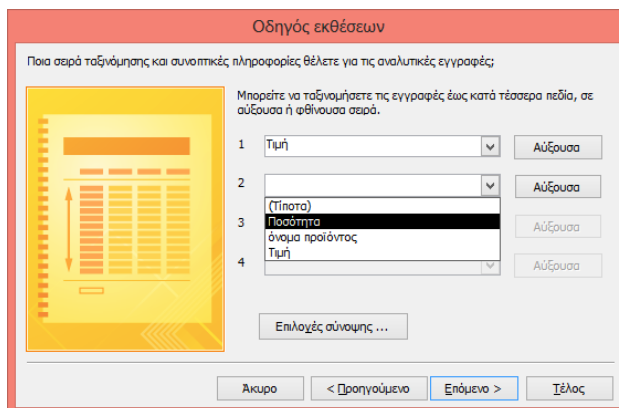 Οδηγός εκθέσεων
Ποια σειρά ταξινόμησης και συνοπτικές πληροφορίες θέλετε για τις αναλυτικές εγγραφές;
Μπορείτε να ταξινομήσετε τις εγγραφές έως κατά τέσσερα πεδία, σε
αύξουσα ή φθίνουσα σειρά.
1 Τιμή Αύξουσα
2 Αύξουσα
(Τίποτα)
Ποσότητα
3 Αύξουσα
όνομα προϊόντος
Τιμή
4 Αύξουσα
Επιλογές σύνοψης ...
Άκυρο < Προηγούμενο Επόμενο > Τέλος